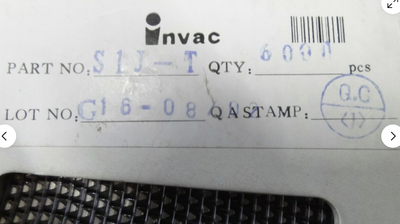 invac
PART NO: S1J-T QTY: 6000 pcs
LOT NO: G16-08 QA STAMP:
Q.C
<1>